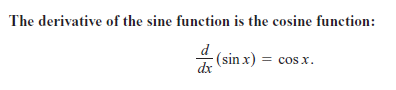 The derivative of the sine function is the cosine function:
d/dx (sin x) = cos x.